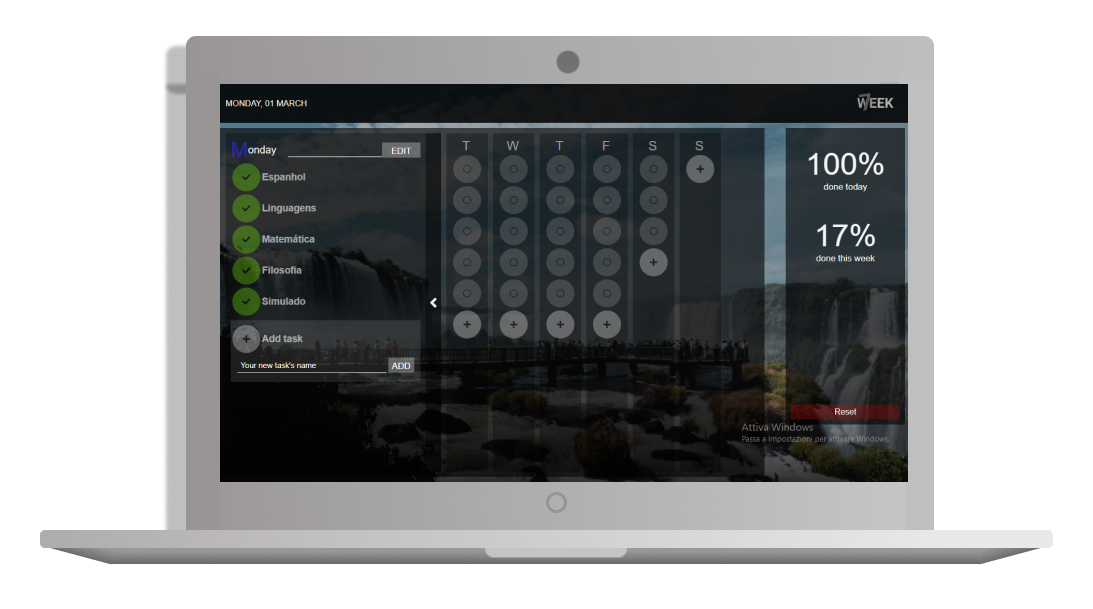 MONDAY, 01 MARCH
WEEK
Monday
EDIT
Espanhol
Linguagens
Matemática
Filosofia
Simulado
Add task
Your new task's name
ADD
T W T F S S
100%
done today
17%
done this week
Reset
Attiva Windows
Passa a Impostazioni per attivare Windows.